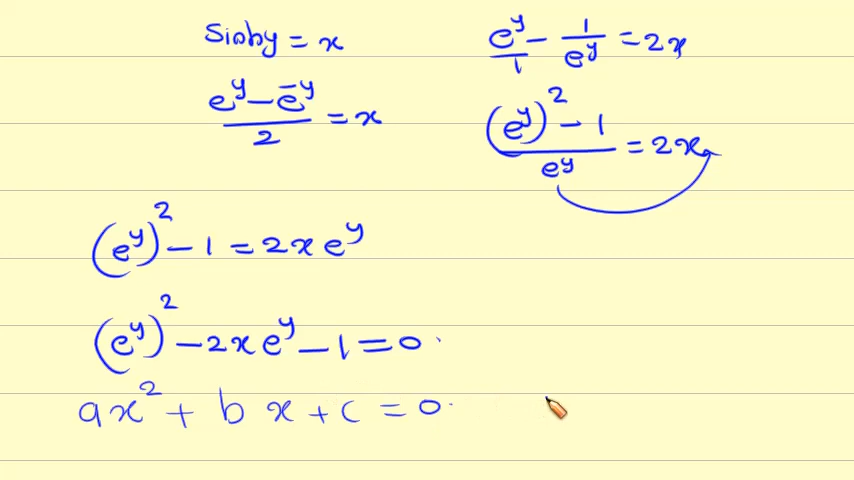 sinhy = x
(e^y − e^−y)/2 = x
e^y/1 − 1/e^y = 2x
((e^y)^2 − 1)/e^y = 2x
(e^y)^2 − 1 = 2x e^y
(e^y)^2 − 2x e^y − 1 = 0.
ax^2 + b x + c = 0.